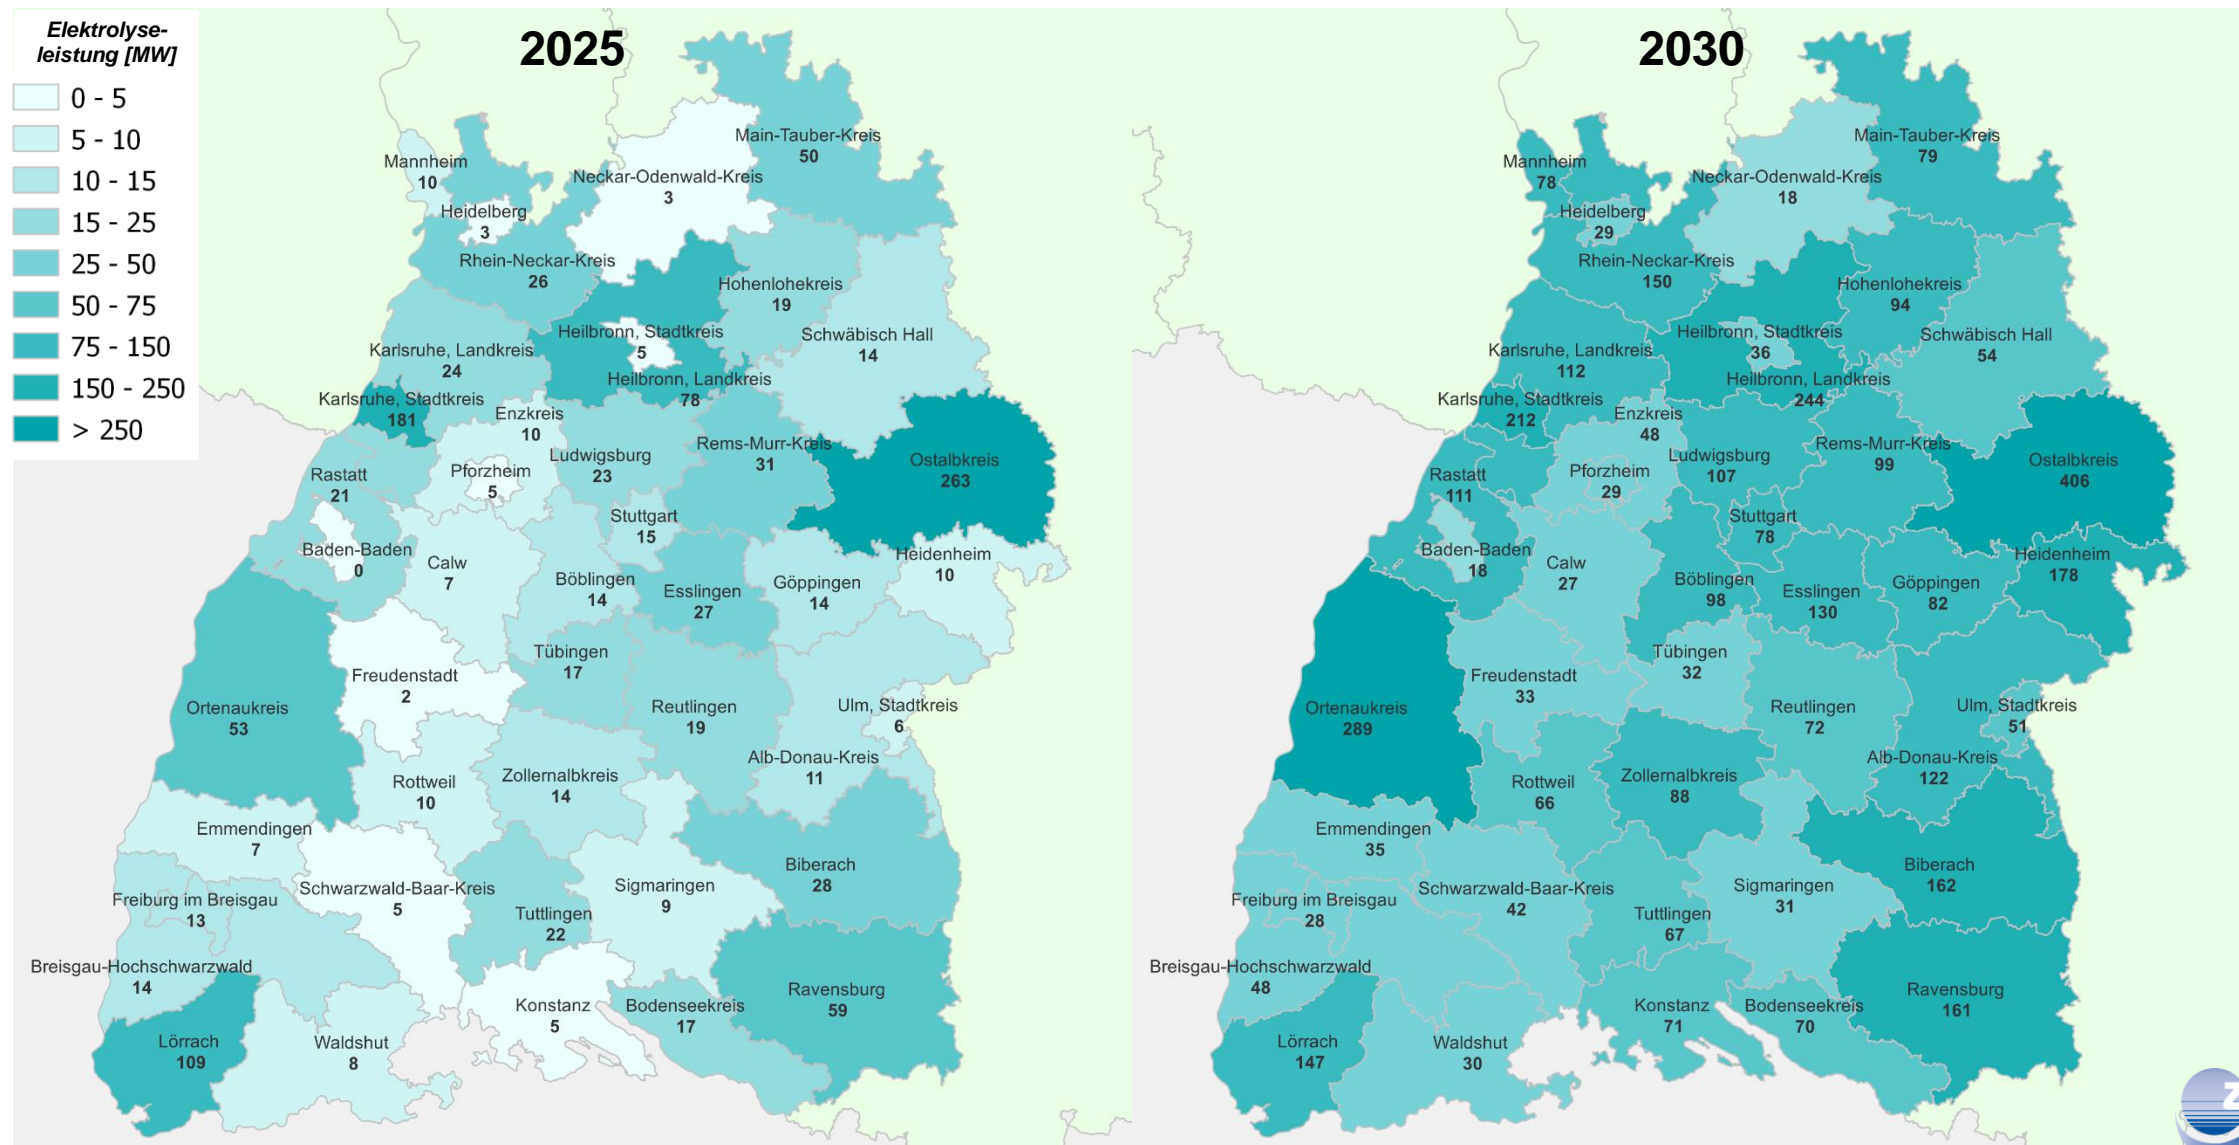 Elektrolyse-
leistung [MW]
0 - 5
5 - 10
10 - 15
15 - 25
25 - 50
50 - 75
75 - 150
150 - 250
> 250
2025
Main-Tauber-Kreis
50
Mannheim
10
Neckar-Odenwald-Kreis
3
Heidelberg
3
Rhein-Neckar-Kreis
26
Hohenlohekreis
19
Heilbronn, Stadtkreis
5
Schwäbisch Hall
14
Karlsruhe, Landkreis
24
Heilbronn, Landkreis
78
Karlsruhe, Stadtkreis
181
Enzkreis
10
Rems-Murr-Kreis
31
Ludwigsburg
23
Ostalbkreis
263
Pforzheim
5
Rastatt
21
Stuttgart
15
Baden-Baden
0
Heidenheim
10
Calw
7
Böblingen
14
Göppingen
14
Esslingen
27
Tübingen
17
Freudenstadt
2
Ortenaukreis
53
Reutlingen
19
Ulm, Stadtkreis
6
Alb-Donau-Kreis
11
Rottweil
10
Zollernalbkreis
14
Emmendingen
7
Biberach
28
Schwarzwald-Baar-Kreis
5
Sigmaringen
9
Freiburg im Breisgau
13
Tuttlingen
22
Breisgau-Hochschwarzwald
14
Ravensburg
59
Konstanz
5
Bodenseekreis
17
Lörrach
109
Waldshut
8
2030
Main-Tauber-Kreis
79
Mannheim
78
Neckar-Odenwald-Kreis
18
Heidelberg
29
Rhein-Neckar-Kreis
150
Hohenlohekreis
94
Heilbronn, Stadtkreis
36
Schwäbisch Hall
54
Karlsruhe, Landkreis
112
Heilbronn, Landkreis
244
Karlsruhe, Stadtkreis
212
Enzkreis
48
Rems-Murr-Kreis
99
Ludwigsburg
107
Ostalbkreis
406
Pforzheim
29
Rastatt
111
Stuttgart
78
Baden-Baden
18
Heidenheim
178
Calw
27
Böblingen
98
Göppingen
82
Esslingen
130
Tübingen
32
Freudenstadt
33
Ortenaukreis
289
Reutlingen
72
Ulm, Stadtkreis
51
Alb-Donau-Kreis
122
Rottweil
66
Zollernalbkreis
88
Emmendingen
35
Biberach
162
Schwarzwald-Baar-Kreis
42
Sigmaringen
31
Freiburg im Breisgau
28
Tuttlingen
67
Breisgau-Hochschwarzwald
48
Ravensburg
161
Konstanz
71
Bodenseekreis
70
Lörrach
147
Waldshut
30
Z